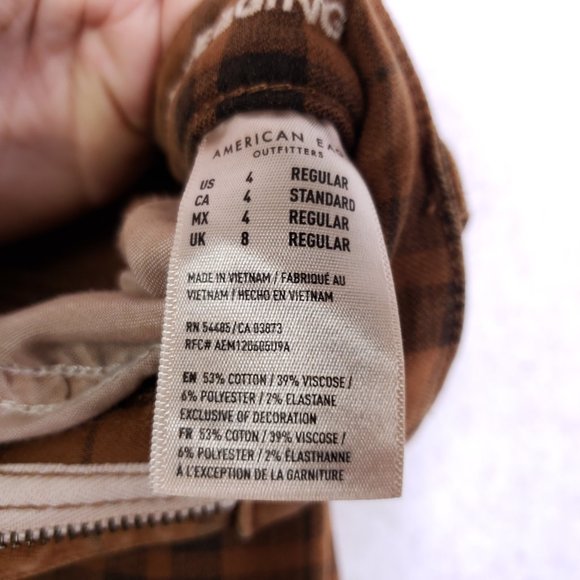 AMERICAN
OUTFITTERS
US 4 REGULAR
CA 4 STANDARD
MX 4 REGULAR
UK 8 REGULAR
MADE IN VIETNAM / FABRIQUÉ AU
VIETNAM / HECHO EN VIETNAM
RN 54485/CA 03873
RFC# AEM120605U9A
EN 53% COTTON / 39% VISCOSE /
6% POLYESTER / 2% ELASTANE
EXCLUSIVE OF DECORATION
FR 53% COTON / 39% VISCOSE /
6% POLYESTER / 2% ÉLASTHANNE
À L'EXCEPTION DE LA GARNITURE